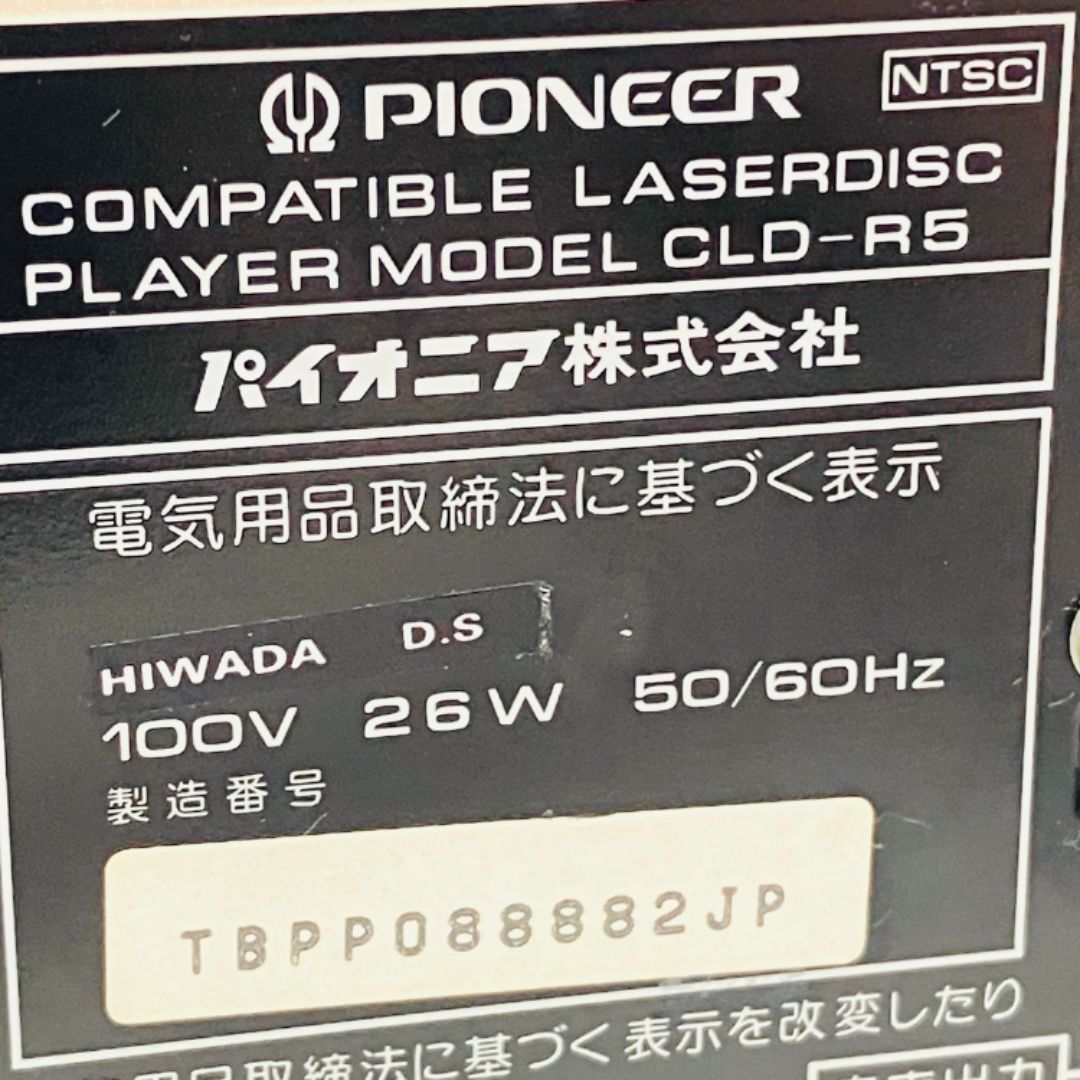 PIONEER NTSC
COMPATIBLE LASERDISC
PLAYER MODEL CLD-R5
パイオニア株式会社
電気用品取締法に基づく表示
HIWADA D.S
100V 26W 50/60Hz
製造番号
TBPP088882JP
用品取締法に基づく表示を改変したり